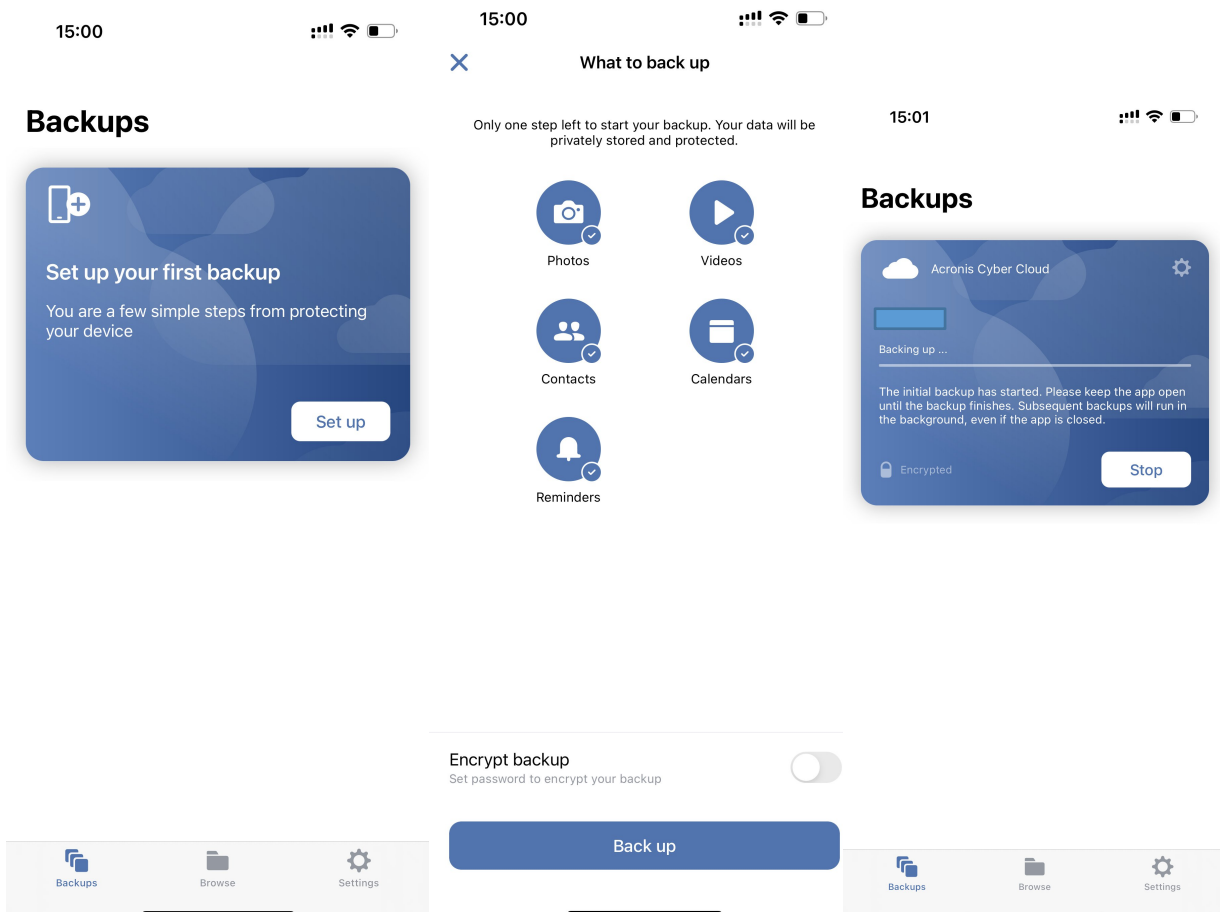 15:00
Backups
Set up your first backup
You are a few simple steps from protecting
your device
Set up
Backups
Browse
Settings
15:00
What to back up
Only one step left to start your backup. Your data will be
privately stored and protected.
Photos
Videos
Contacts
Calendars
Reminders
Encrypt backup
Set password to encrypt your backup
Back up
15:01
Backups
Acronis Cyber Cloud
Backing up ...
The initial backup has started. Please keep the app open
until the backup finishes. Subsequent backups will run in
the background, even if the app is closed.
Encrypted
Stop
Backups
Browse
Settings